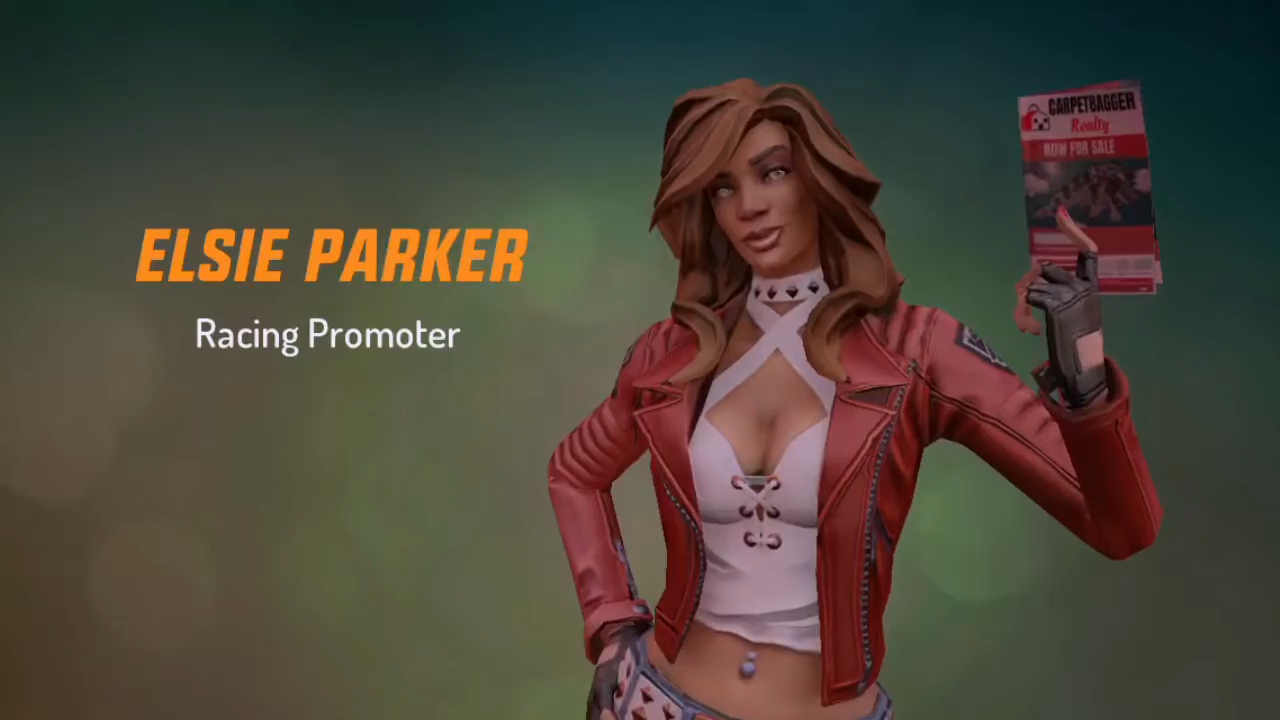 ELSIE PARKER
Racing Promoter
CARPETBAGGER
Realty
NOW FOR SALE